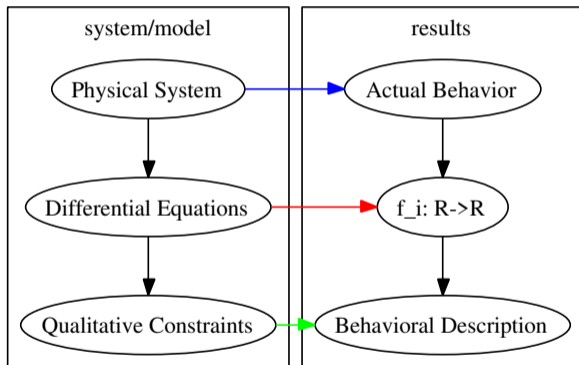 system/model
results
Physical System
Actual Behavior
Differential Equations
f_i: R->R
Qualitative Constraints
Behavioral Description